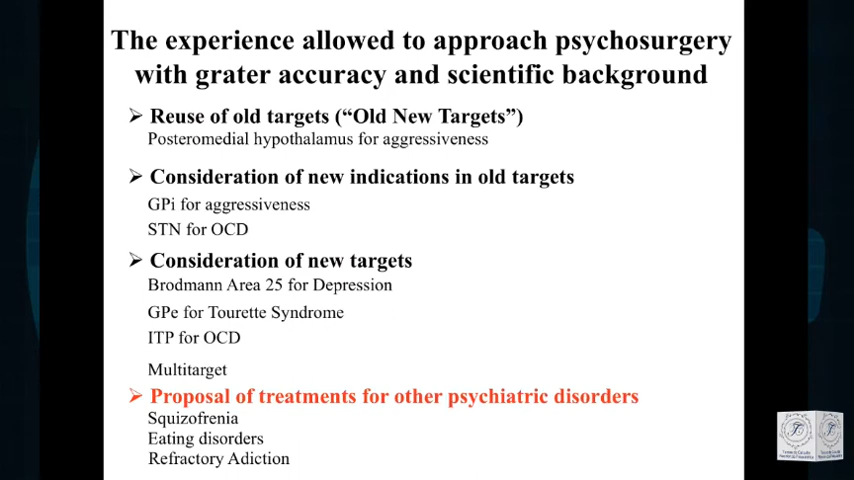 The experience allowed to approach psychosurgery
with grater accuracy and scientific background
➢ Reuse of old targets (“Old New Targets”)
Posteromedial hypothalamus for aggressiveness
➢ Consideration of new indications in old targets
GPi for aggressiveness
STN for OCD
➢ Consideration of new targets
Brodmann Area 25 for Depression
GPe for Tourette Syndrome
ITP for OCD
Multitarget
➢ Proposal of treatments for other psychiatric disorders
Squizofrenia
Eating disorders
Refractory Adiction